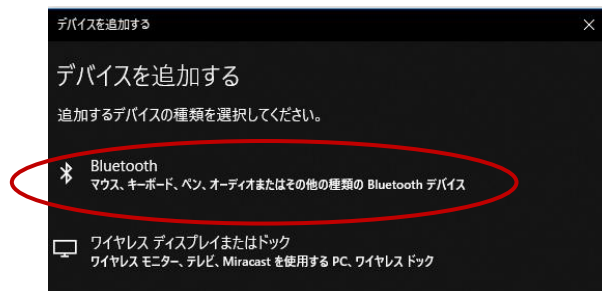 デバイスを追加する
デバイスを追加する
追加するデバイスの種類を選択してください。
Bluetooth
マウス、キーボード、ペン、オーディオまたはその他の種類の Bluetooth デバイス
ワイヤレス ディスプレイまたはドック
ワイヤレス モニター、テレビ、Miracast を使用する PC、ワイヤレス ドック